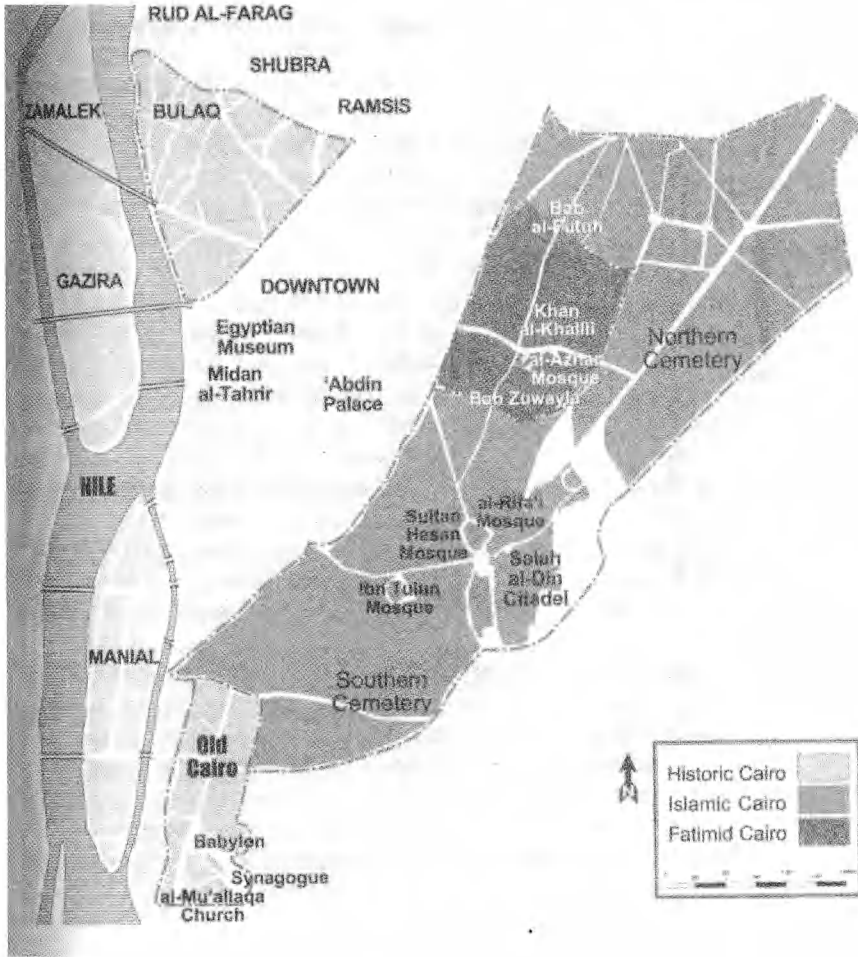 RUD AL-FARAG
SHUBRA
RAMSIS
ZAMALEK
BULAQ
Bab
al-Futuh
GAZIRA
DOWNTOWN
Egyptian
Museum
Khan
al-Khalili
Northern
Cemetery
Midan
al-Tahrir
'Abdin
Palace
al-Azhar
Mosque
Bab Zuwayla
NILE
al-Rifa'i
Mosque
Sultan
Hasan
Mosque
Salah
al-Din
Citadel
Ibn Tulun
Mosque
MANIAL
Southern
Cemetery
Old
Cairo
Historic Cairo
Islamic Cairo
Fatimid Cairo
Babylon
Synagogue
al-Mu'allaqa
Church